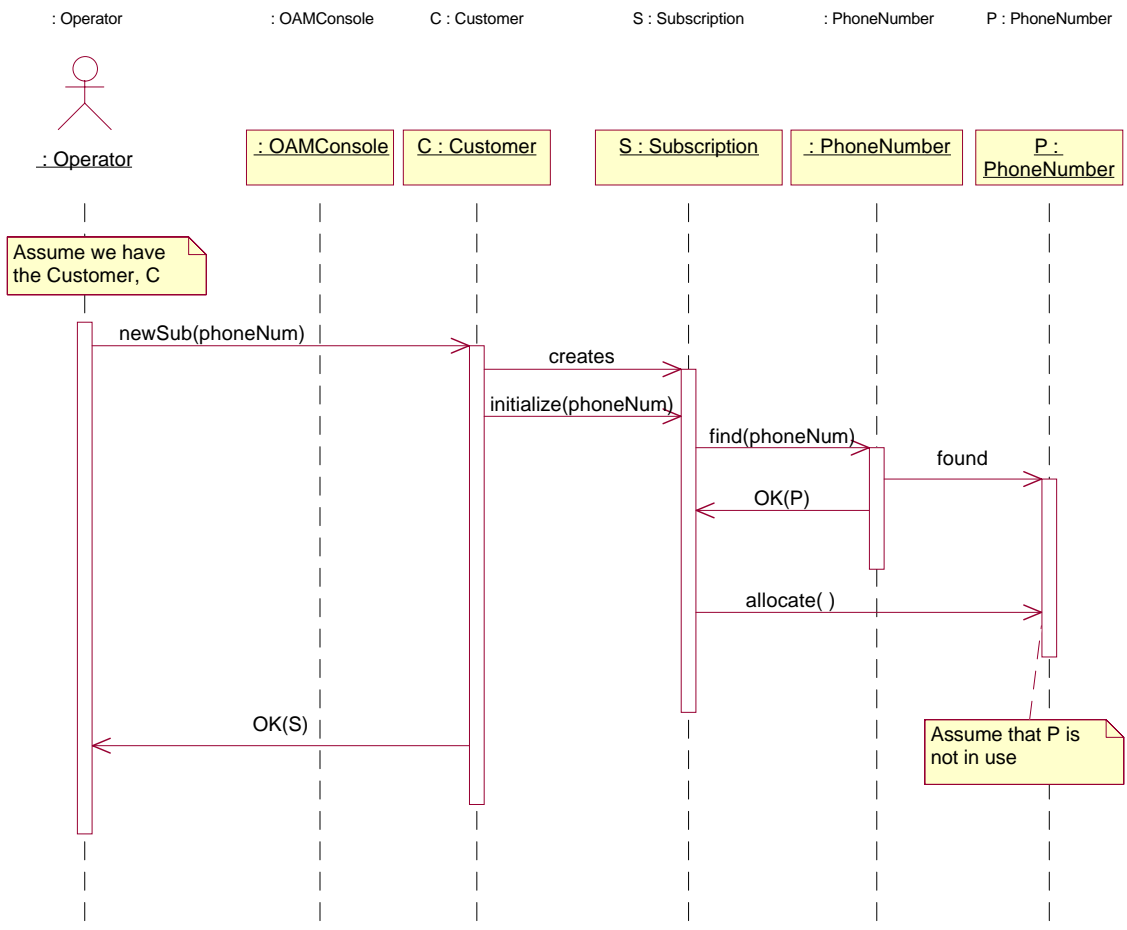 : Operator
: OAMConsole
C : Customer
S : Subscription
: PhoneNumber
P : PhoneNumber
: Operator
: OAMConsole
C : Customer
S : Subscription
: PhoneNumber
P :
PhoneNumber
Assume we have
the Customer, C
newSub(phoneNum)
creates
initialize(phoneNum)
find(phoneNum)
found
OK(P)
allocate( )
OK(S)
Assume that P is
not in use